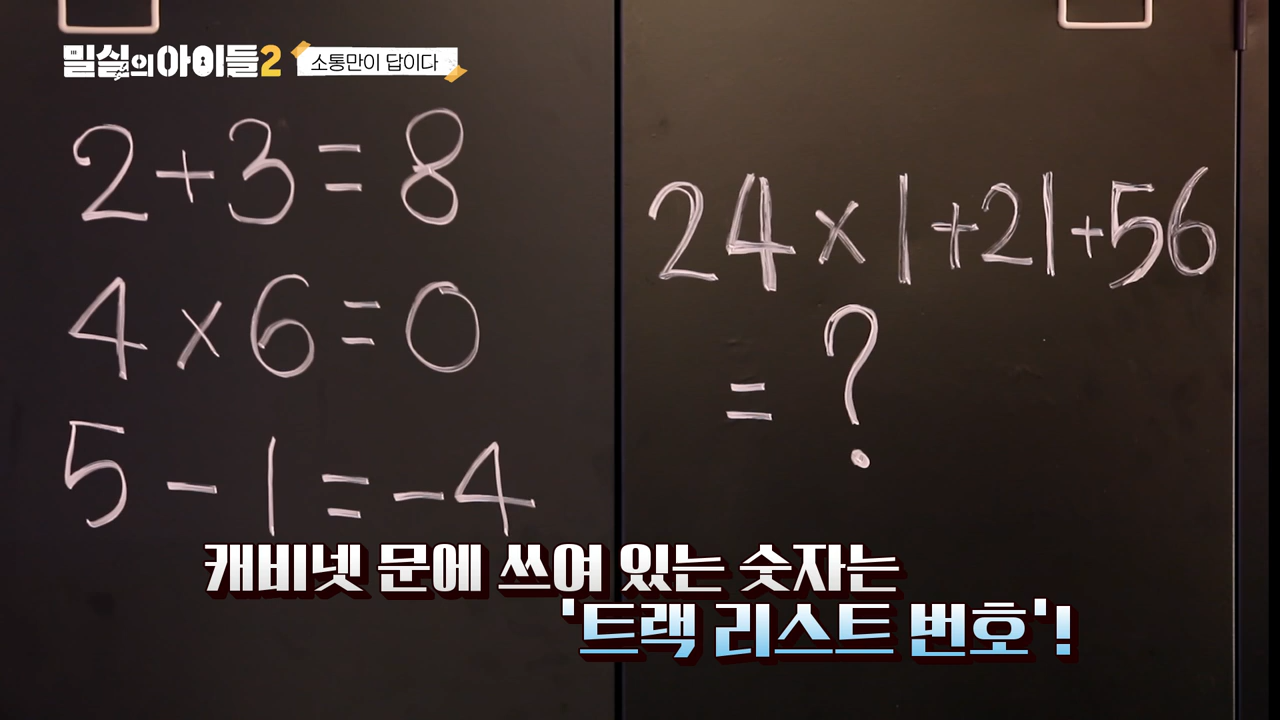 밀실의 아이들2 소통만이 답이다
2+3=8
4×6=0
5-1=-4
24×1+21+56
=?
캐비넷 문에 쓰여 있는 숫자는
'트랙 리스트 번호'!